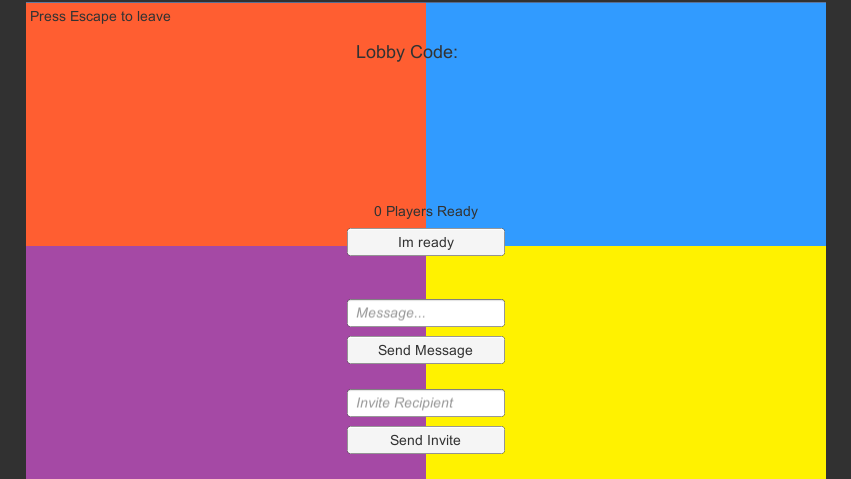 Press Escape to leave
Lobby Code:
0 Players Ready
Im ready
Message...
Send Message
Invite Recipient
Send Invite